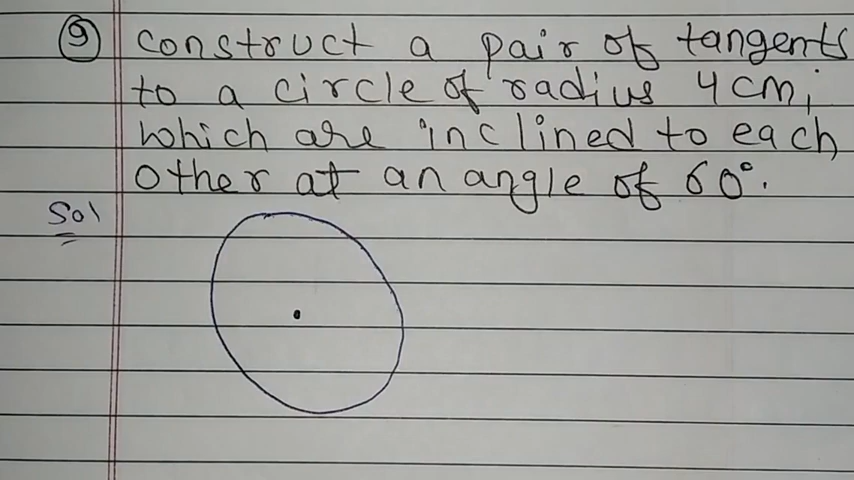 9 construct a pair of tangents
to a circle of radius 4cm,
which are inclined to each
other at an angle of 60°.
Sol